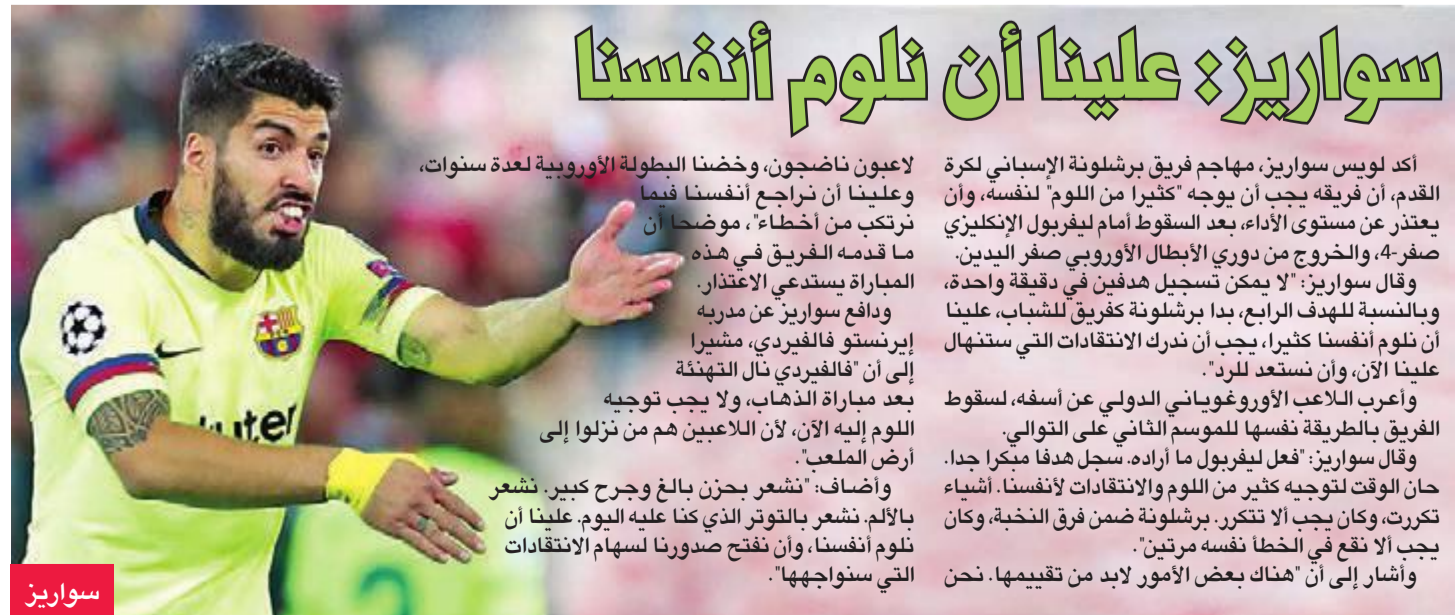 سواريز: علينا أن نلوم أنفسنا
أكد لويس سواريز، مهاجم فريق برشلونة الإسباني لكرة
القدم، أن فريقه يجب أن يوجه "كثيرا من اللوم" لنفسه، وأن
يعتذر عن مستوى الأداء، بعد السقوط أمام ليفربول الإنكليزي
صفر-4، والخروج من دوري الأبطال الأوروبي صفر اليدين.
وقال سواريز: "لا يمكن تسجيل هدفين في دقيقة واحدة،
وبالنسبة للهدف الرابع، بدا برشلونة كفريق للشباب، علينا
أن نلوم أنفسنا كثيرا، يجب أن ندرك الانتقادات التي ستنهال
علينا الآن، وأن نستعد للرد".
وأعرب اللاعب الأوروغوياني الدولي عن أسفه، لسقوط
الفريق بالطريقة نفسها للموسم الثاني على التوالي.
وقال سواريز: "فعل ليفربول ما أراده. سجل هدفا مبكرا جدا.
حان الوقت لتوجيه كثير من اللوم والانتقادات لأنفسنا. أشياء
تكررت، وكان يجب ألا تتكرر. برشلونة ضمن فرق النخبة، وكان
يجب ألا نقع في الخطأ نفسه مرتين".
وأشار إلى أن "هناك بعض الأمور لابد من تقييمها. نحن
لاعبون ناضجون، وخضنا البطولة الأوروبية لعدة سنوات،
وعلينا أن نراجع أنفسنا فيما
نرتكب من أخطاء"، موضحا أن
ما قدمه الفريق في هذه
المباراة يستدعي الاعتذار.
ودافع سواريز عن مدربه
إيرنستو فالفيردي، مشيرا
إلى أن "فالفيردي نال التهنئة
بعد مباراة الذهاب، ولا يجب توجيه
اللوم إليه الآن، لأن اللاعبين هم من نزلوا إلى
أرض الملعب".
وأضاف: "نشعر بحزن بالغ وجرح كبير. نشعر
بالألم. نشعر بالتوتر الذي كنا عليه اليوم. علينا أن
نلوم أنفسنا، وأن نفتح صدورنا لسهام الانتقادات
التي سنواجهها".
سواريز